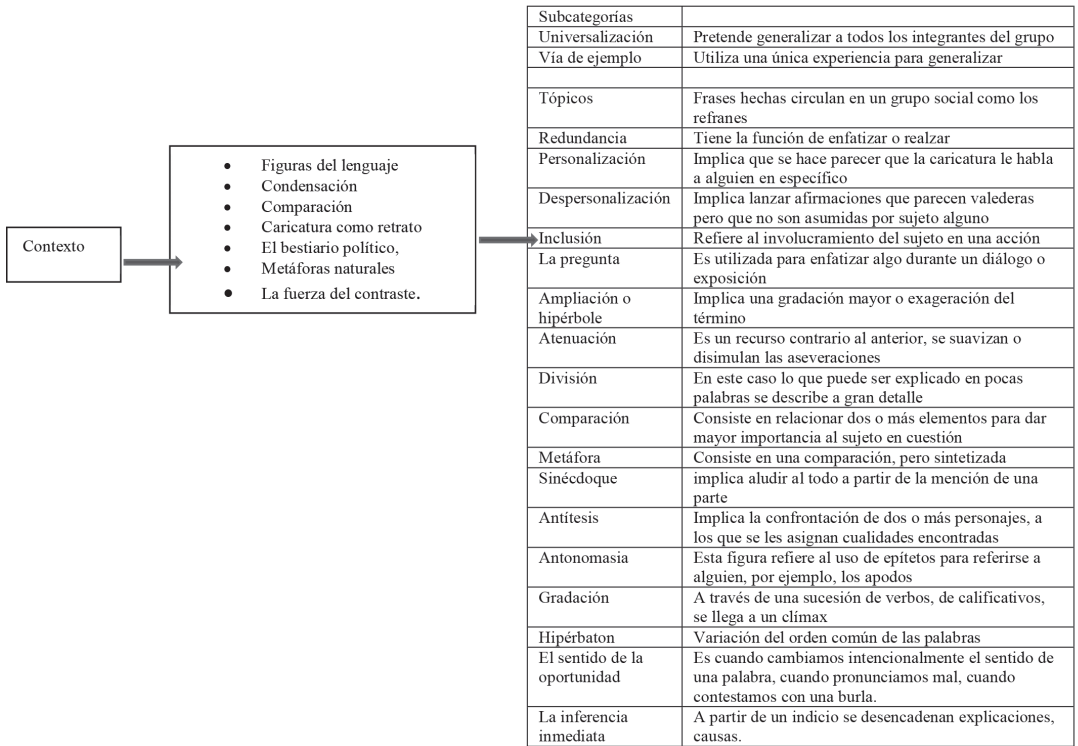 Contexto
Figuras del lenguaje
Condensación
Comparación
Caricatura como retrato
El bestiario político,
Metáforas naturales
La fuerza del contraste.
Subcategorías
Universialización Pretende generalizar a todos los integrantes del grupo
Vía de ejemplo Utiliza una única experiencia para generalizar
Tópicos Frases hechas circulan en un grupo social como los
refranes
Redundancia Tiene la función de enfatizar o realzar
Personalización Implica que se hace parecer que la caricatura le habla
a alguien en específico
Despersonalización Implica lanzar afirmaciones que parecen valederas
pero que no son asumidas por sujeto alguno
Inclusión Refiere al involucramiento del sujeto en una acción
La pregunta Es utilizada para enfatizar algo durante un diálogo o
exposición
Ampliación o Implica una gradación mayor o exageración del
hipérbole término
Atenuación Es un recurso contrario al anterior, se suavizan o
disimulan las aseveraciones
División En este caso lo que puede ser explicado en pocas
palabras se describe a gran detalle
Comparación Consiste en relacionar dos o más elementos para dar
mayor importancia al sujeto en cuestión
Metáfora Consiste en una comparación, pero sintetizada
Sinécdoque implica aludir al todo a partir de la mención de una
parte
Antítesis Implica la confrontación de dos o más personajes, a
los que se les asignan cualidades encontradas
Antonomasia Esta figura refiere al uso de epítetos para referirse a
alguien, por ejemplo, los apodos
Gradación A través de una sucesión de verbos, de calificativos,
se llega a un clímax
Hipérbaton Variación del orden común de las palabras
El sentido de la Es cuando cambiamos intencionalmente el sentido de
oportunidad una palabra, cuando pronunciamos mal, cuando
contestamos con una burla.
La inferencia A partir de un indicio se desencadenan explicaciones,
inmediata causas.